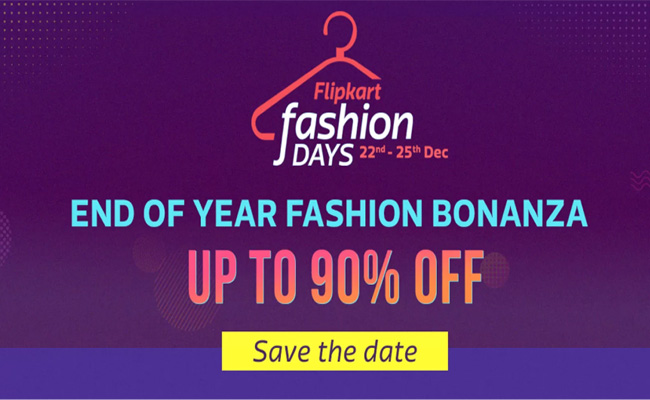 Flipkart
fashion
DAYS 22nd - 25th Dec
END OF YEAR FASHION BONANZA
UP TO 90% OFF
Save the date